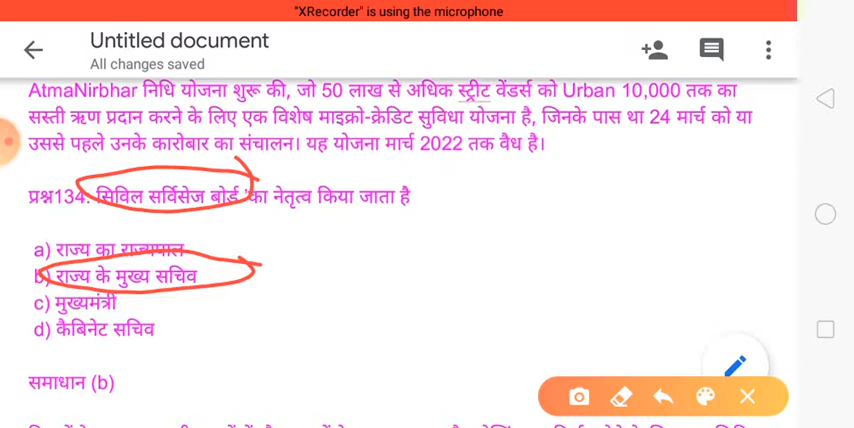 "XRecorder" is using the microphone
Untitled document
All changes saved
AtmaNirbhar निधि योजना शुरू की, जो 50 लाख से अधिक स्ट्रीट वेंडर्स को Urban 10,000 तक का
सस्ती ऋण प्रदान करने के लिए एक विशेष माइक्रो-क्रेडिट सुविधा योजना है, जिनके पास था 24 मार्च को या
उससे पहले उनके कारोबार का संचालन। यह योजना मार्च 2022 तक वैध है।
प्रश्न134: सिविल सर्विसेज बोर्ड 'का नेतृत्व किया जाता है
a) राज्य का राज्यपाल
b) राज्य के मुख्य सचिव
c) मुख्यमंत्री
d) कैबिनेट सचिव
समाधान (b)